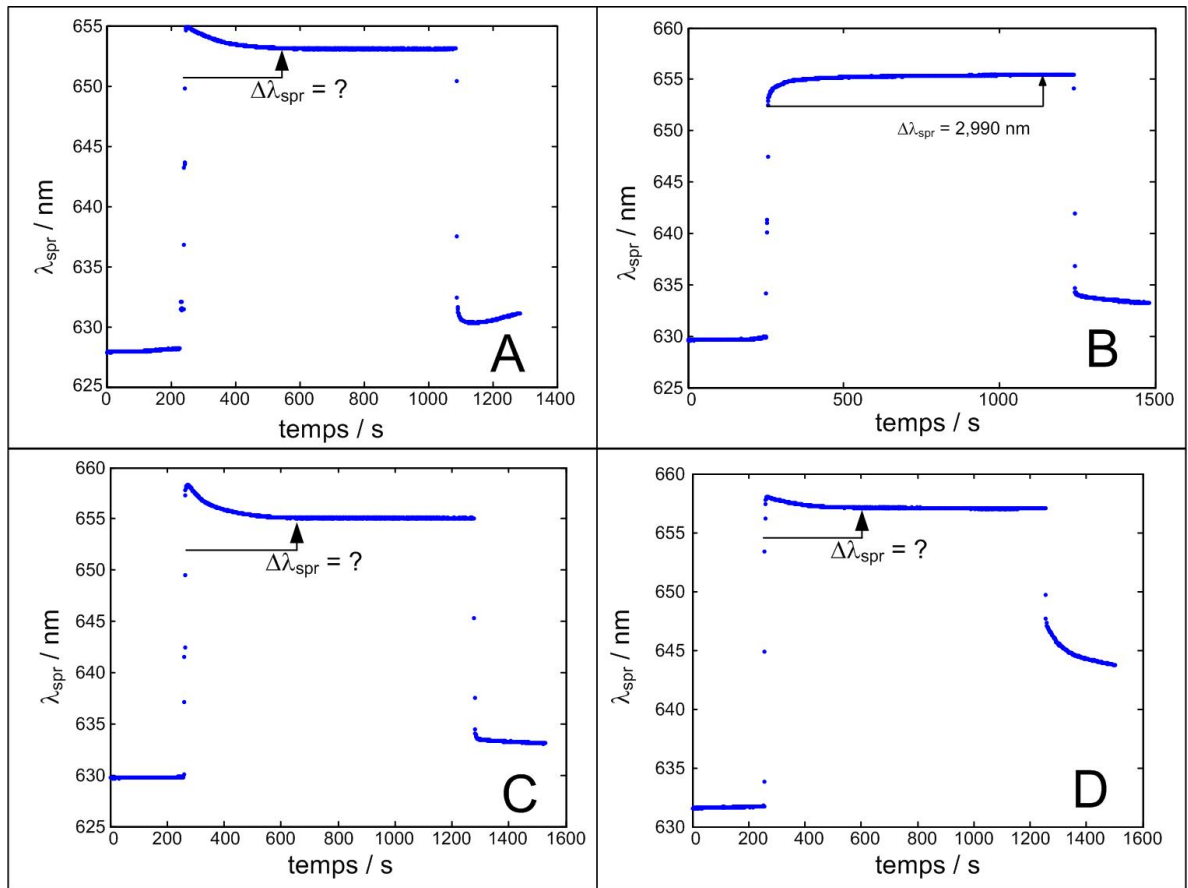 655
650
645
640
635
630
625
0 200 400 600 800 1000 1200 1400
λspr / nm
temps / s
Δλspr = ?
A
660
655
650
645
640
635
630
625
0 500 1000 1500
λspr / nm
temps / s
Δλspr = 2,990 nm
B
660
655
650
645
640
635
630
625
0 200 400 600 800 1000 1200 1400 1600
λspr / nm
temps / s
Δλspr = ?
C
660
655
650
645
640
635
630
0 200 400 600 800 1000 1200 1400 1600
λspr / nm
temps / s
Δλspr = ?
D